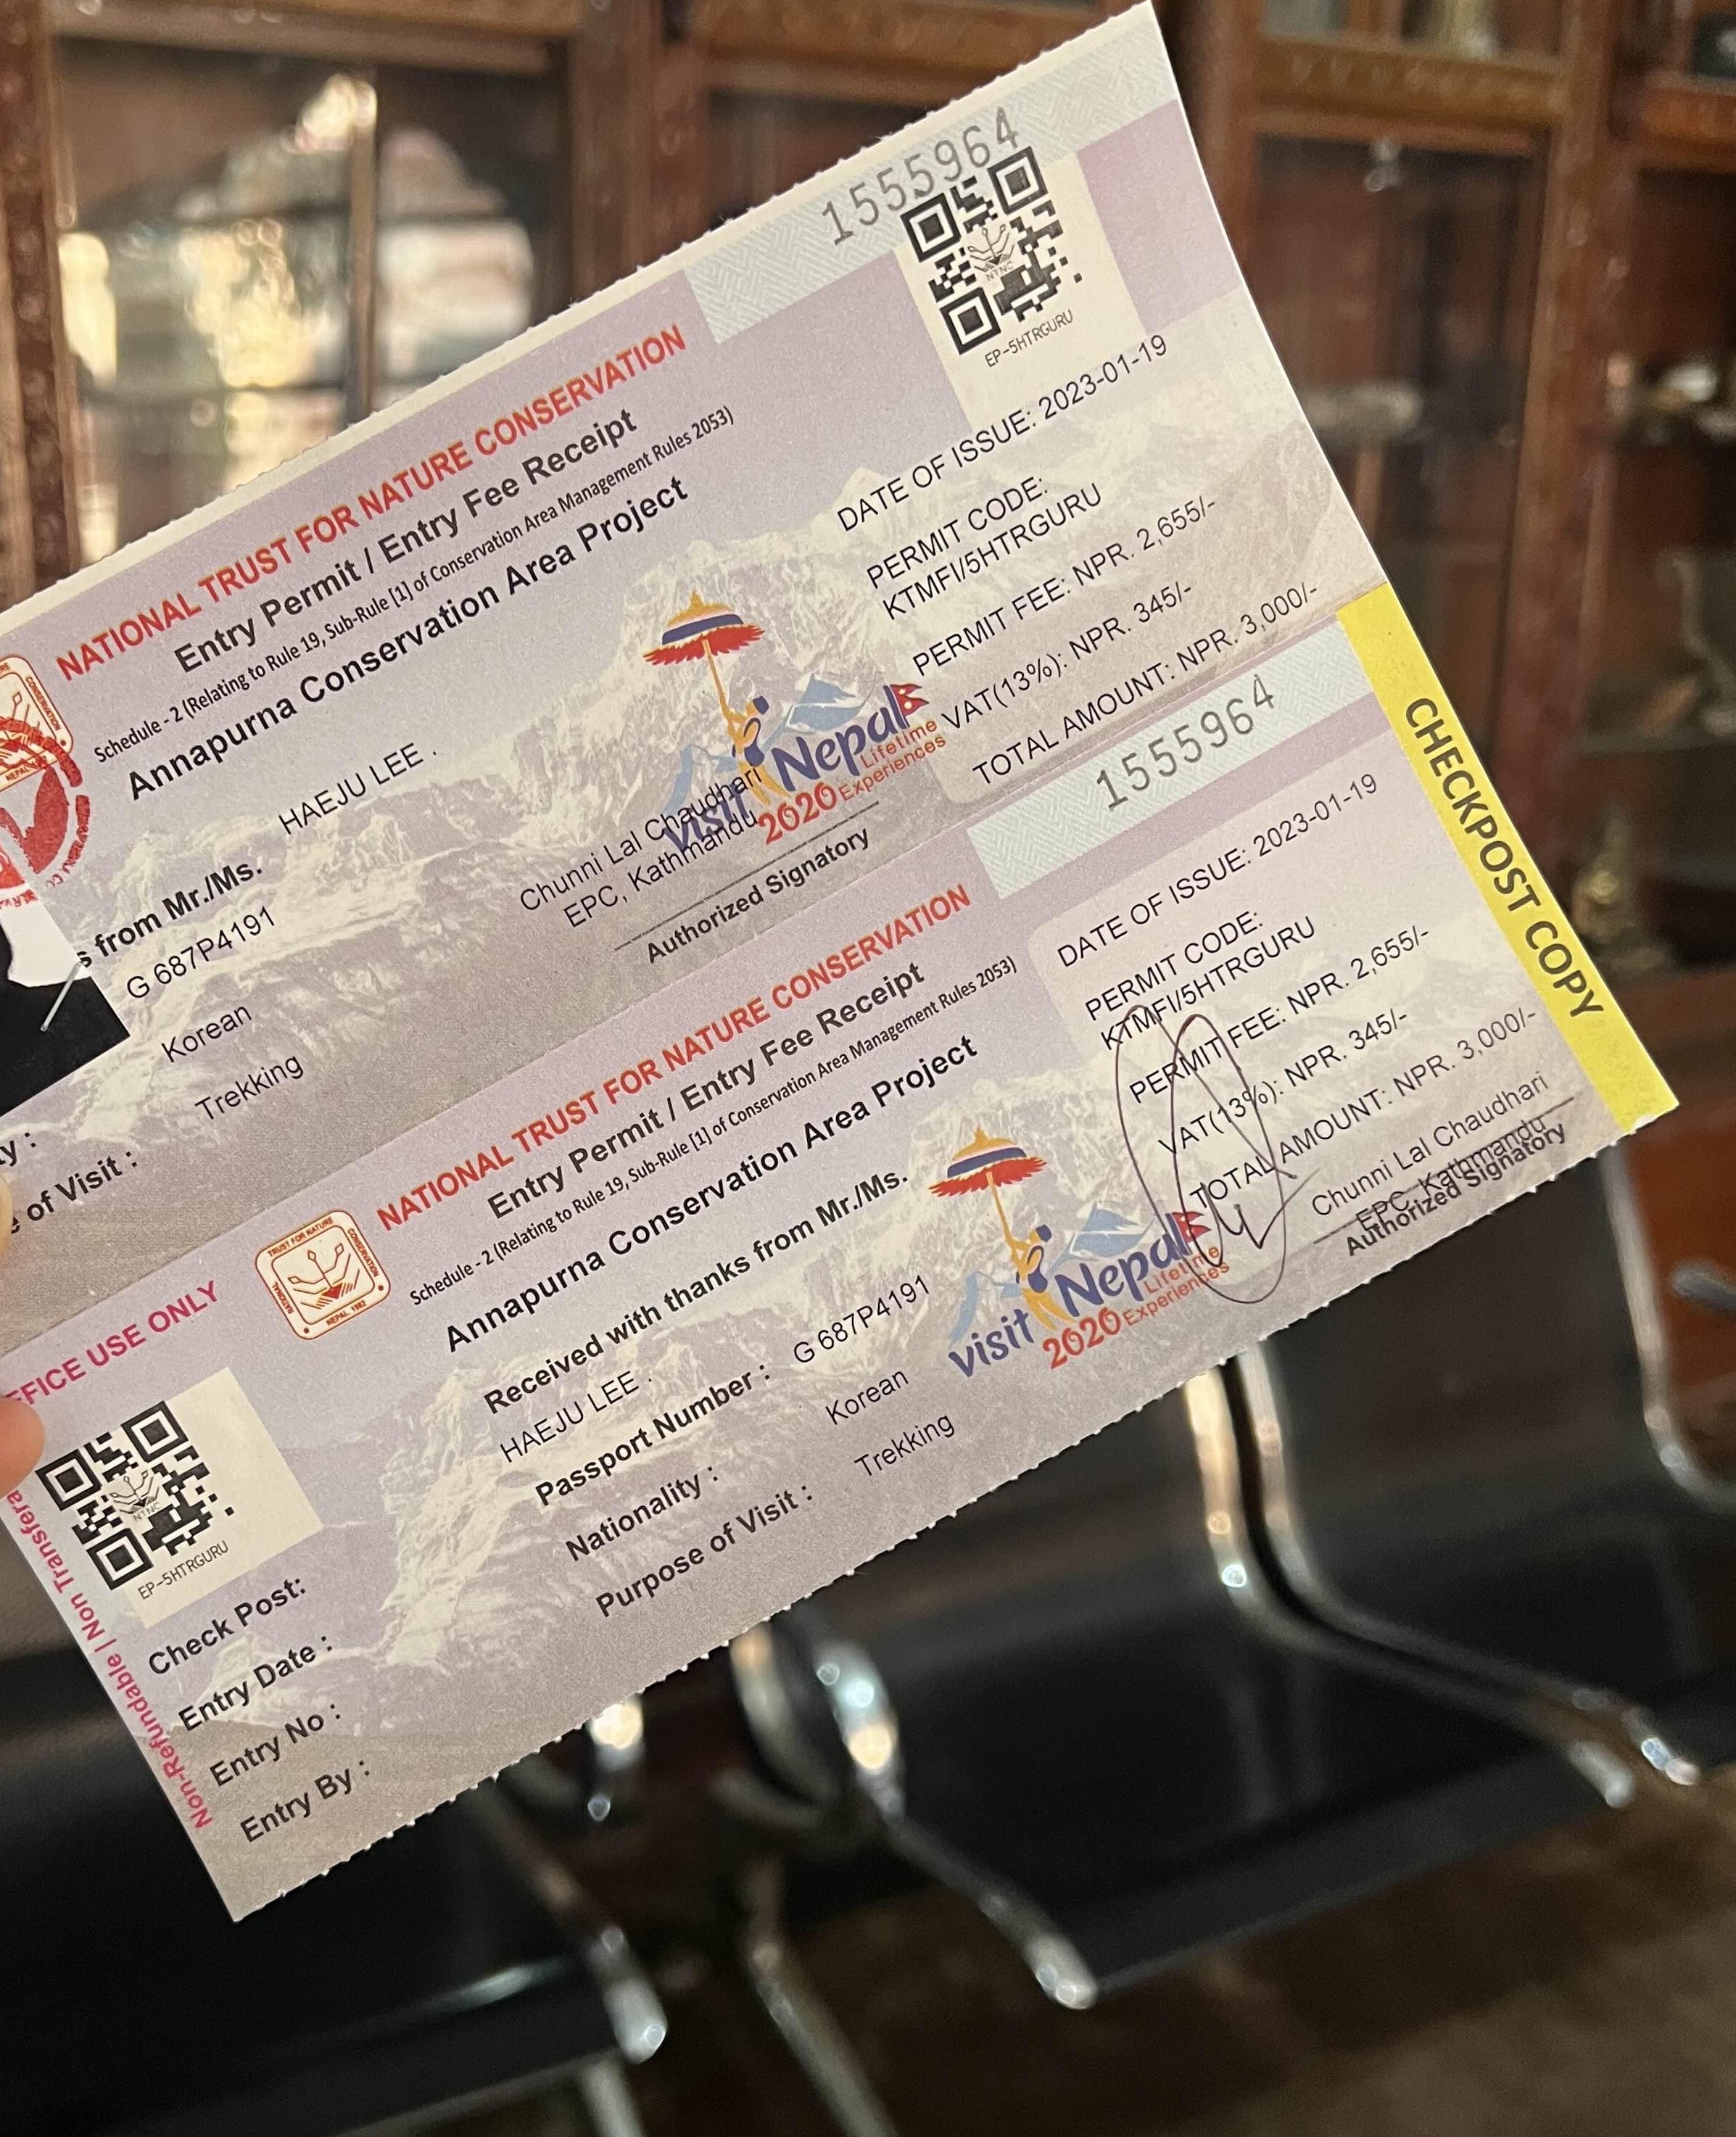 1555964
NATIONAL TRUST FOR NATURE CONSERVATION
Entry Permit / Entry Fee Receipt
Schedule - 2 (Relating to Rule 19, Sub-Rule [1] of Conservation Area Management Rules 2053)
Annapurna Conservation Area Project
NTNC
EP-5HTRGURU
DATE OF ISSUE: 2023-01-19
PERMIT CODE:
KTMFI/5HTRGURU
PERMIT FEE: NPR. 2,655/-
VAT(13%): NPR. 345/-
TOTAL AMOUNT: NPR. 3,000/-
HAEJU LEE .
from Mr./Ms.
G 687P4191
Korean
Trekking
of Visit :
visit Nepal
2020 Lifetime
Experiences
Chunni Lal Chaudhari
EPC, Kathmandu
Authorized Signatory
CHECKPOST COPY
1555964
NATIONAL TRUST FOR NATURE CONSERVATION
Entry Permit / Entry Fee Receipt
Schedule - 2 (Relating to Rule 19, Sub-Rule [1] of Conservation Area Management Rules 2053)
Annapurna Conservation Area Project
NATIONAL TRUST FOR NATURE CONSERVATION
NEPAL 1982
Received with thanks from Mr./Ms.
HAEJU LEE .
Passport Number : G 687P4191
Nationality : Korean
Purpose of Visit : Trekking
visit Nepal
2020 Lifetime
Experiences
DATE OF ISSUE: 2023-01-19
PERMIT CODE:
KTMFI/5HTRGURU
PERMIT FEE: NPR. 2,655/-
VAT(13%): NPR. 345/-
TOTAL AMOUNT: NPR. 3,000/-
Chunni Lal Chaudhari
EPC, Kathmandu
Authorized Signatory
USE ONLY
NTNC
EP-5HTRGURU
Check Post:
Entry Date :
Entry No :
Entry By :
Non-Refundable | Non